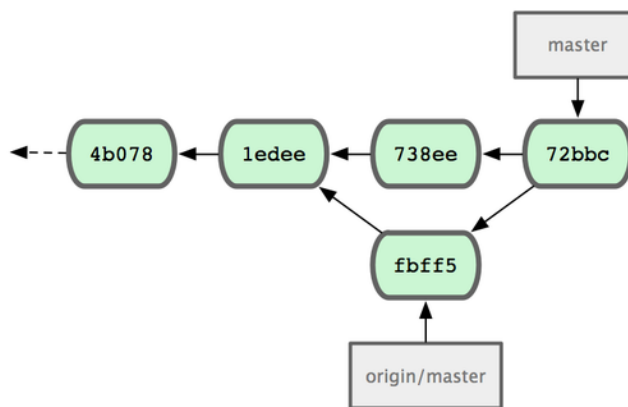 master
4b078
1edee
738ee
72bbc
fbff5
origin/master